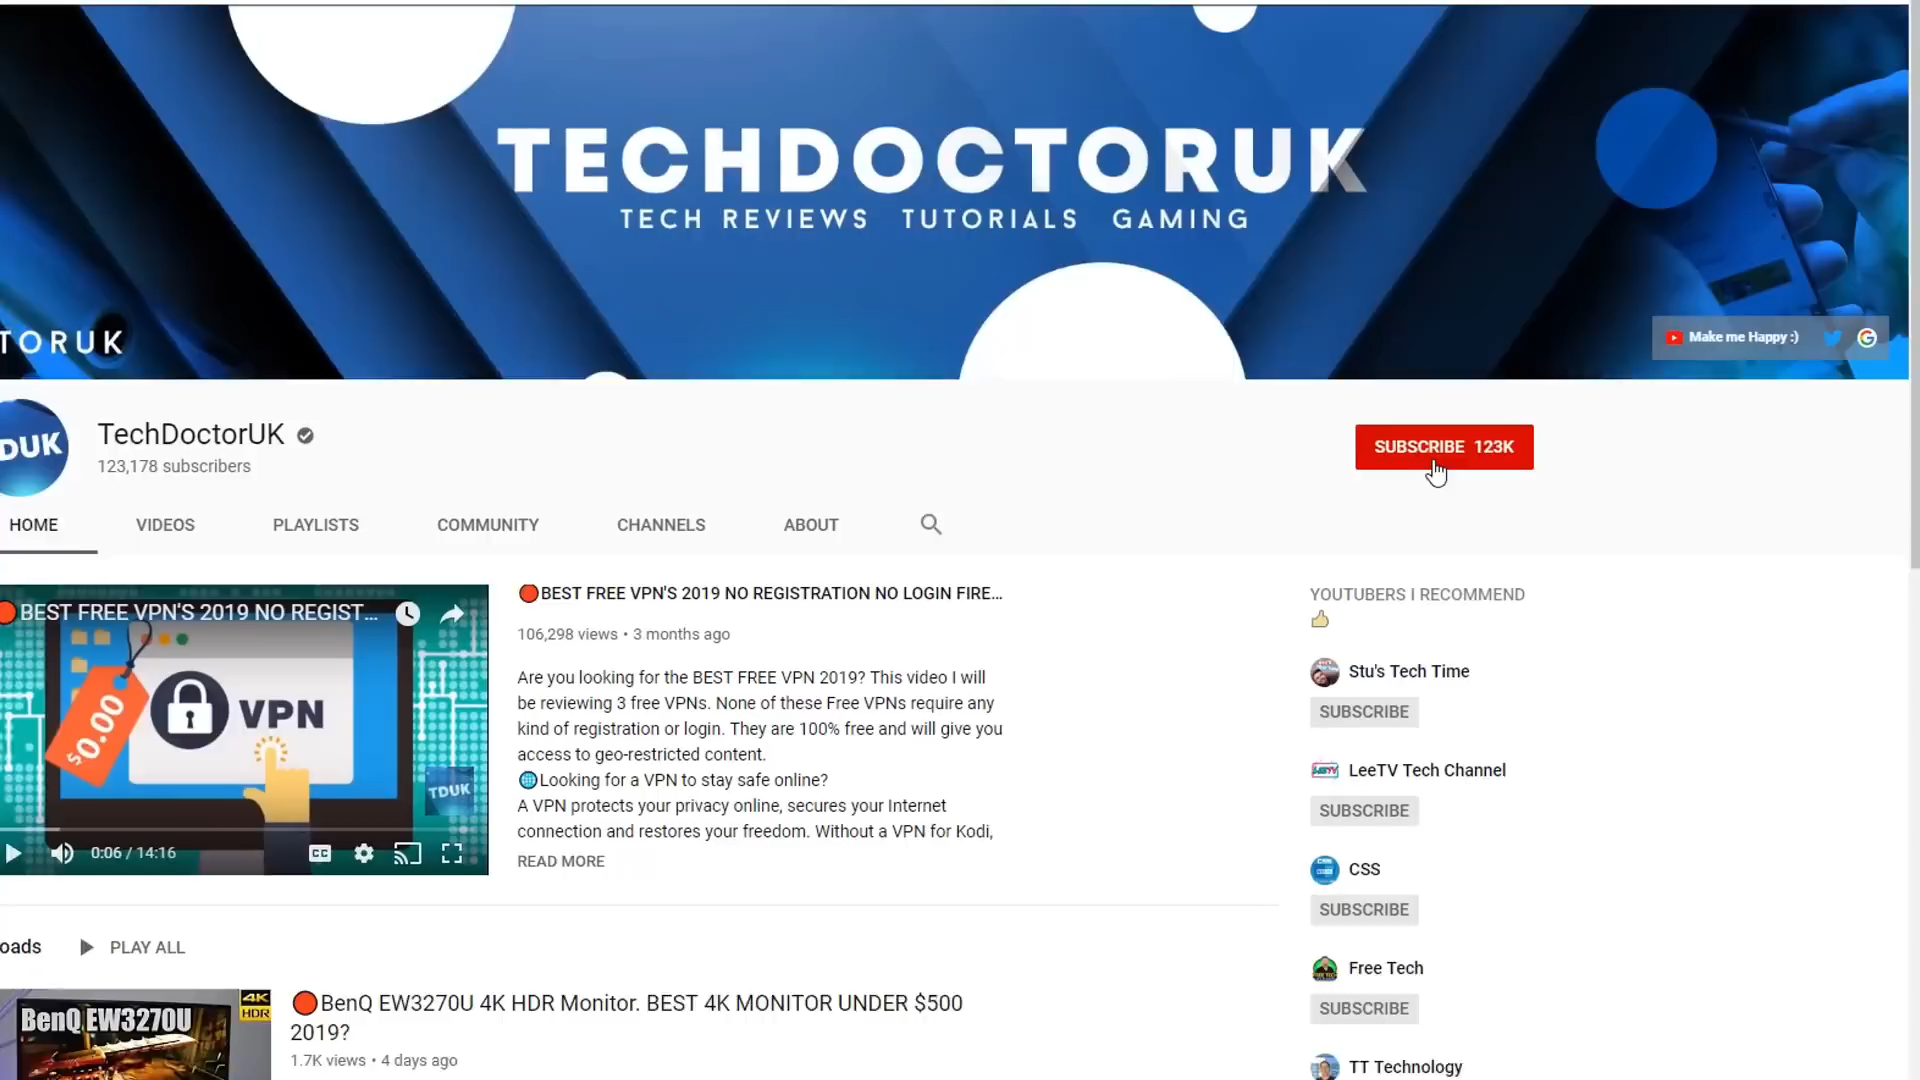 TECHDOCTORUK
TECH REVIEWS TUTORIALS GAMING
TORUK
Make me Happy :)
DUK
TechDoctorUK
123,178 subscribers
SUBSCRIBE 123K
HOME VIDEOS PLAYLISTS COMMUNITY CHANNELS ABOUT
BEST FREE VPN'S 2019 NO REGIST...
$0.00
VPN
TDUK
0:06 / 14:16
CC
BEST FREE VPN'S 2019 NO REGISTRATION NO LOGIN FIRE...
106,298 views • 3 months ago
Are you looking for the BEST FREE VPN 2019? This video I will
be reviewing 3 free VPNs. None of these Free VPNs require any
kind of registration or login. They are 100% free and will give you
access to geo-restricted content.
Looking for a VPN to stay safe online?
A VPN protects your privacy online, secures your Internet
connection and restores your freedom. Without a VPN for Kodi,
READ MORE
YOUTUBERS I RECOMMEND
Stu's Tech Time
SUBSCRIBE
LeeTV Tech Channel
SUBSCRIBE
CSS
SUBSCRIBE
Free Tech
SUBSCRIBE
TT Technology
oads PLAY ALL
BenQ EW3270U
4K
HDR
BenQ EW3270U 4K HDR Monitor. BEST 4K MONITOR UNDER $500
2019?
1.7K views • 4 days ago